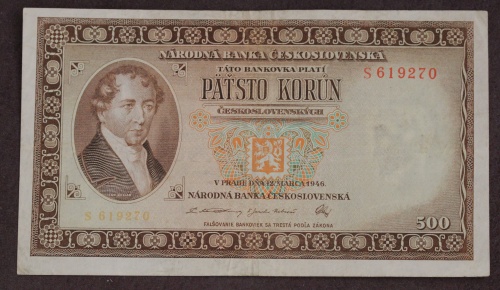 NÁRODNÁ BANKA ČESKOSLOVENSKÁ
TÁTO BANKOVKA PLATÍ
PÄŤSTO KORÚN
S 619270
ČESKOSLOVENSKÝCH
V PRAHE DŇA 12. MARCA 1946.
NÁRODNÁ BANKA ČESKOSLOVENSKÁ
S 619270
500
FALŠOVANIE BANKOVIEK SA TRESTÁ PODĽA ZÁKONA